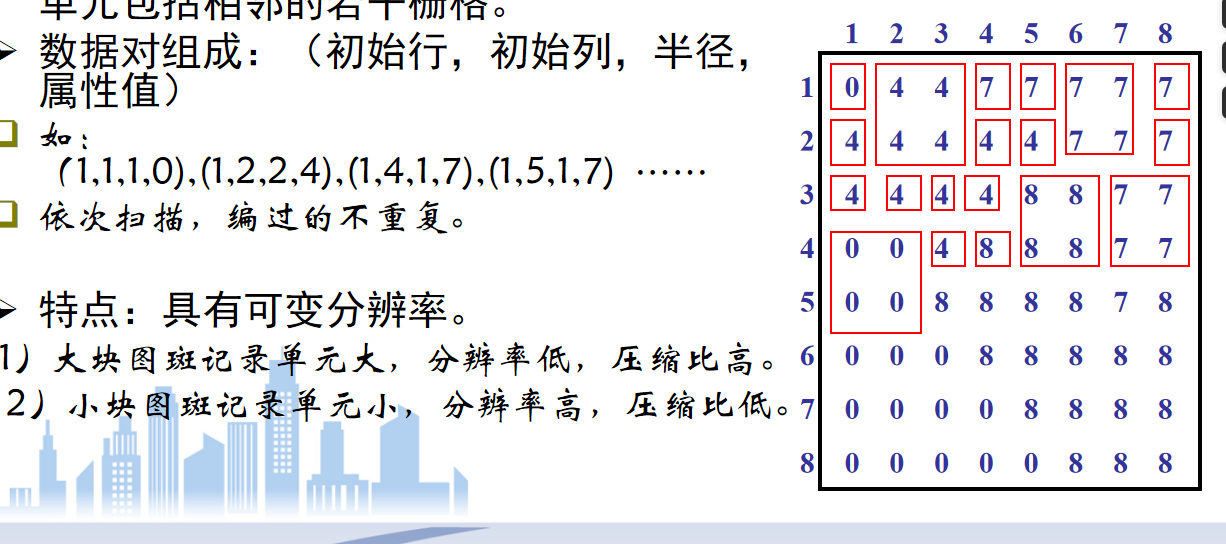 单元包括相邻的若干栅格。
数据对组成：（初始行，初始列，半径，
属性值）
如：
（1,1,1,0),(1,2,2,4),(1,4,1,7),(1,5,1,7) ……
依次扫描，编过的不重复。
特点：具有可变分辨率。
1）大块图斑记录单元大，分辨率低，压缩比高。
2）小块图斑记录单元小，分辨率高，压缩比低。
1 2 3 4 5 6 7 8
1 0 4 4 7 7 7 7 7
2 4 4 4 4 4 7 7 7
3 4 4 4 4 8 8 7 7
4 0 0 4 8 8 8 7 7
5 0 0 8 8 8 8 7 8
6 0 0 0 8 8 8 8 8
7 0 0 0 0 8 8 8 8
8 0 0 0 0 0 8 8 8